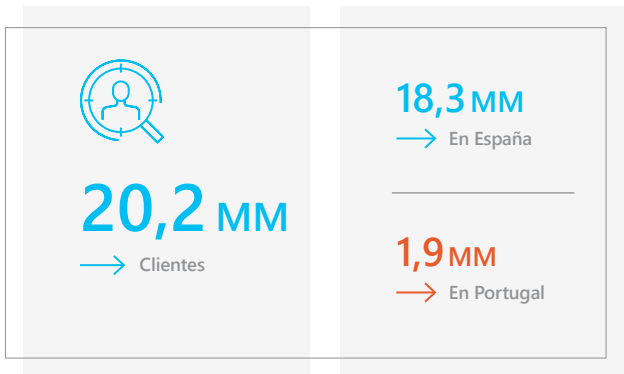 20,2 MM
Clientes
18,3 MM
En España
1,9 MM
En Portugal